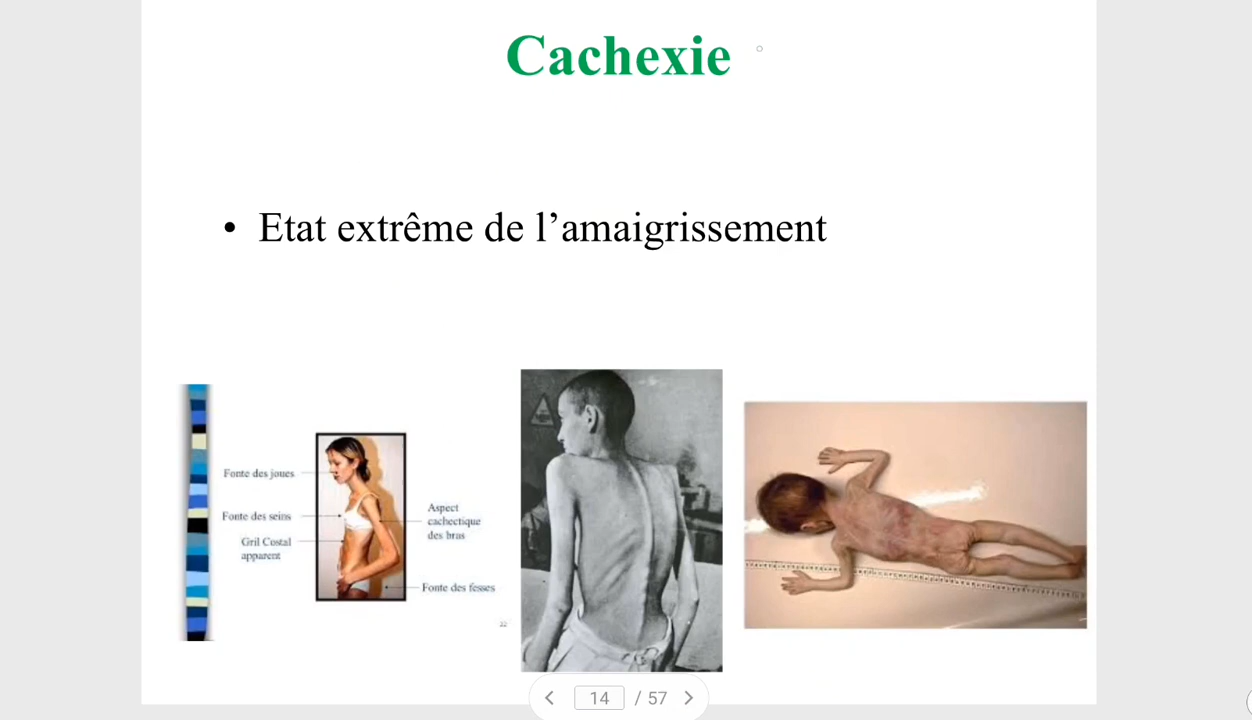 Cachexie
• Etat extrême de l’amaigrissement
Fonte des joues
Fonte des seins
Gril Costal
apparent
Aspect
cachectique
des bras
Fonte des fesses
22
14 / 57